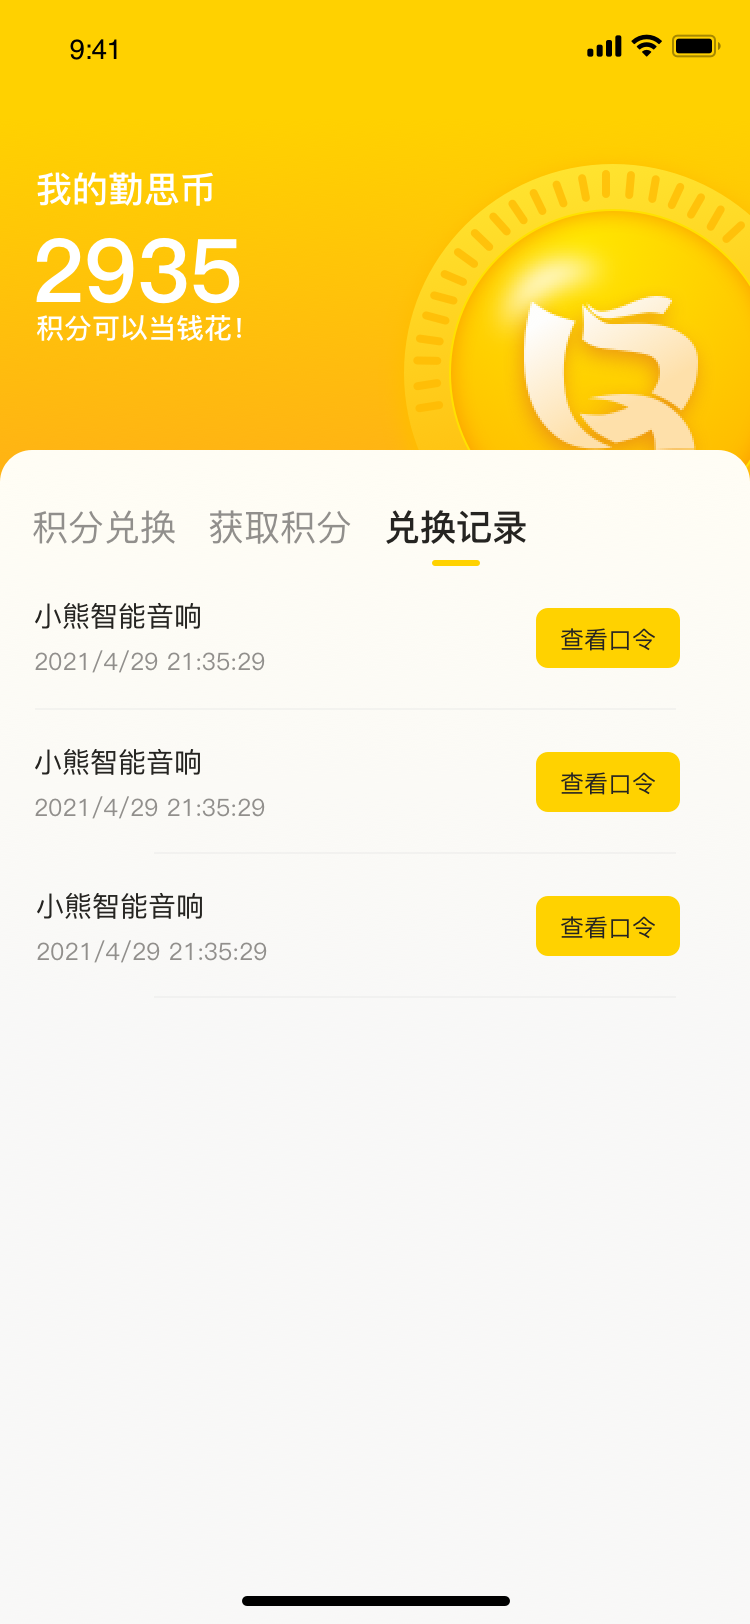 9:41
我的勤思币
2935
积分可以当钱花！
积分兑换 获取积分 兑换记录
小熊智能音响
2021/4/29 21:35:29
查看口令
小熊智能音响
2021/4/29 21:35:29
查看口令
小熊智能音响
2021/4/29 21:35:29
查看口令